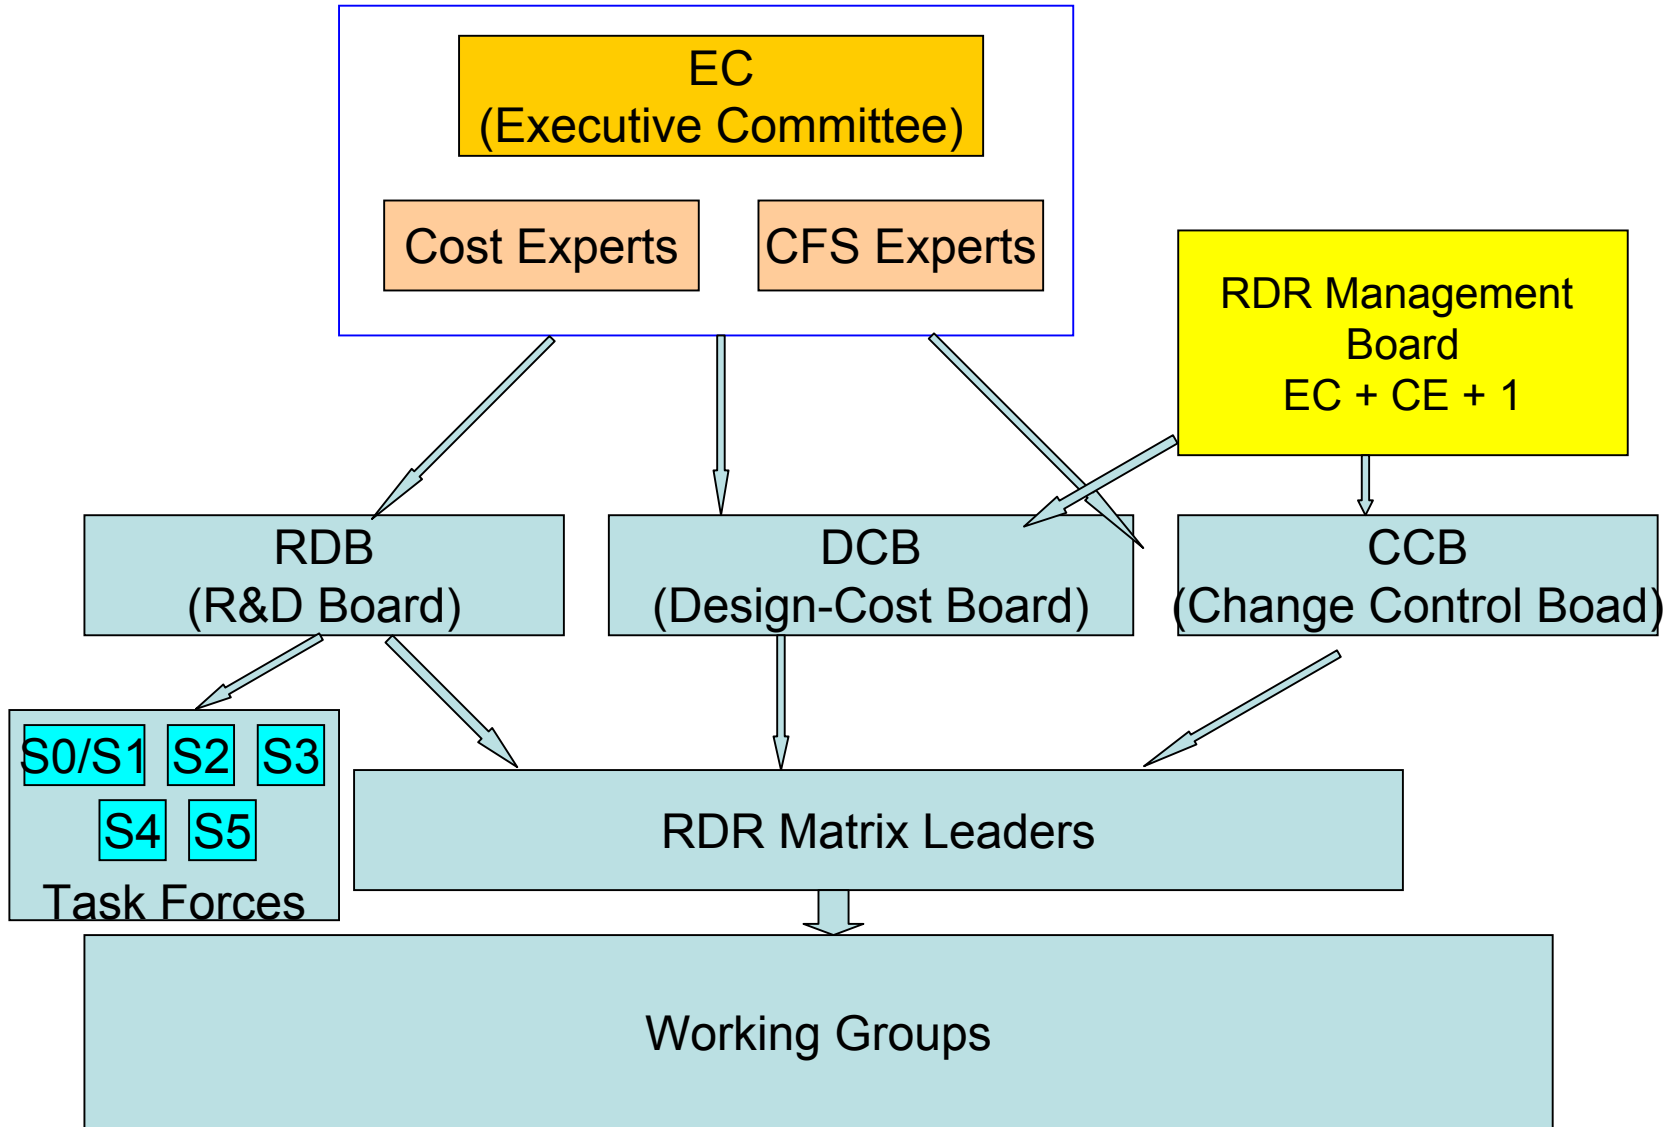 EC
(Executive Committee)
Cost Experts
CFS Experts
RDR Management
Board
EC + CE + 1
RDB
(R&D Board)
DCB
(Design-Cost Board)
CCB
(Change Control Boad)
S0/S1
S2
S3
S4
S5
Task Forces
RDR Matrix Leaders
Working Groups